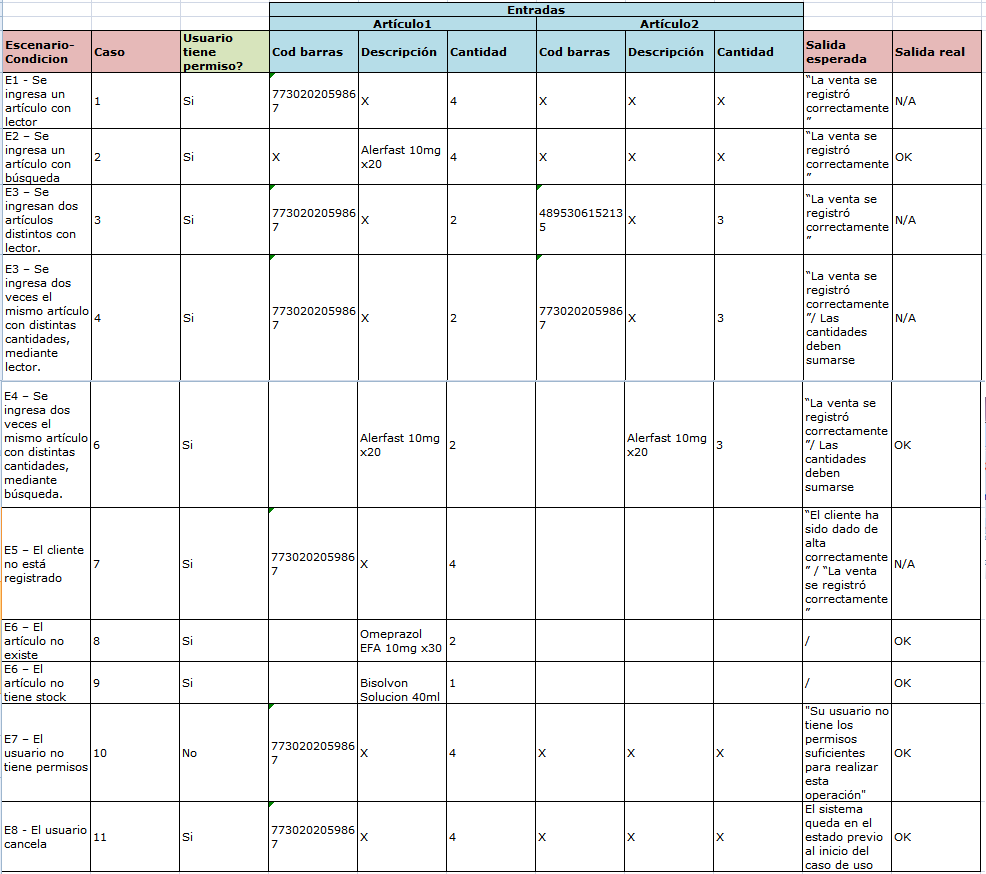 Entradas
Artículo1 Artículo2
Escenario-Condicion Caso Usuario tiene permiso? Cod barras Descripción Cantidad Cod barras Descripción Cantidad Salida esperada Salida real
E1 - Se ingresa un artículo con lector 1 Si 7730202059867 X 4 X X X “La venta se registró correctamente” N/A
E2 – Se ingresa un artículo con búsqueda 2 Si X Alerfast 10mg x20 4 X X X “La venta se registró correctamente” OK
E3 – Se ingresan dos artículos distintos con lector. 3 Si 7730202059867 X 2 4895306152135 X 3 “La venta se registró correctamente” N/A
E3 – Se ingresa dos veces el mismo artículo con distintas cantidades, mediante lector. 4 Si 7730202059867 X 2 7730202059867 X 3 “La venta se registró correctamente”/ Las cantidades deben sumarse N/A
E4 – Se ingresa dos veces el mismo artículo con distintas cantidades, mediante búsqueda. 6 Si Alerfast 10mg x20 2 Alerfast 10mg x20 3 “La venta se registró correctamente”/ Las cantidades deben sumarse OK
E5 – El cliente no está registrado 7 Si 7730202059867 X 4 “El cliente ha sido dado de alta correctamente” / “La venta se registró correctamente” N/A
E6 – El artículo no existe 8 Si Omeprazol EFA 10mg x30 2 / OK
E6 – El artículo no tiene stock 9 Si Bisolvon Solucion 40ml 1 / OK
E7 – El usuario no tiene permisos 10 No 7730202059867 X 4 X X X "Su usuario no tiene los permisos suficientes para realizar esta operación" OK
E8 - El usuario cancela 11 Si 7730202059867 X 4 X X X El sistema queda en el estado previo al inicio del caso de uso OK